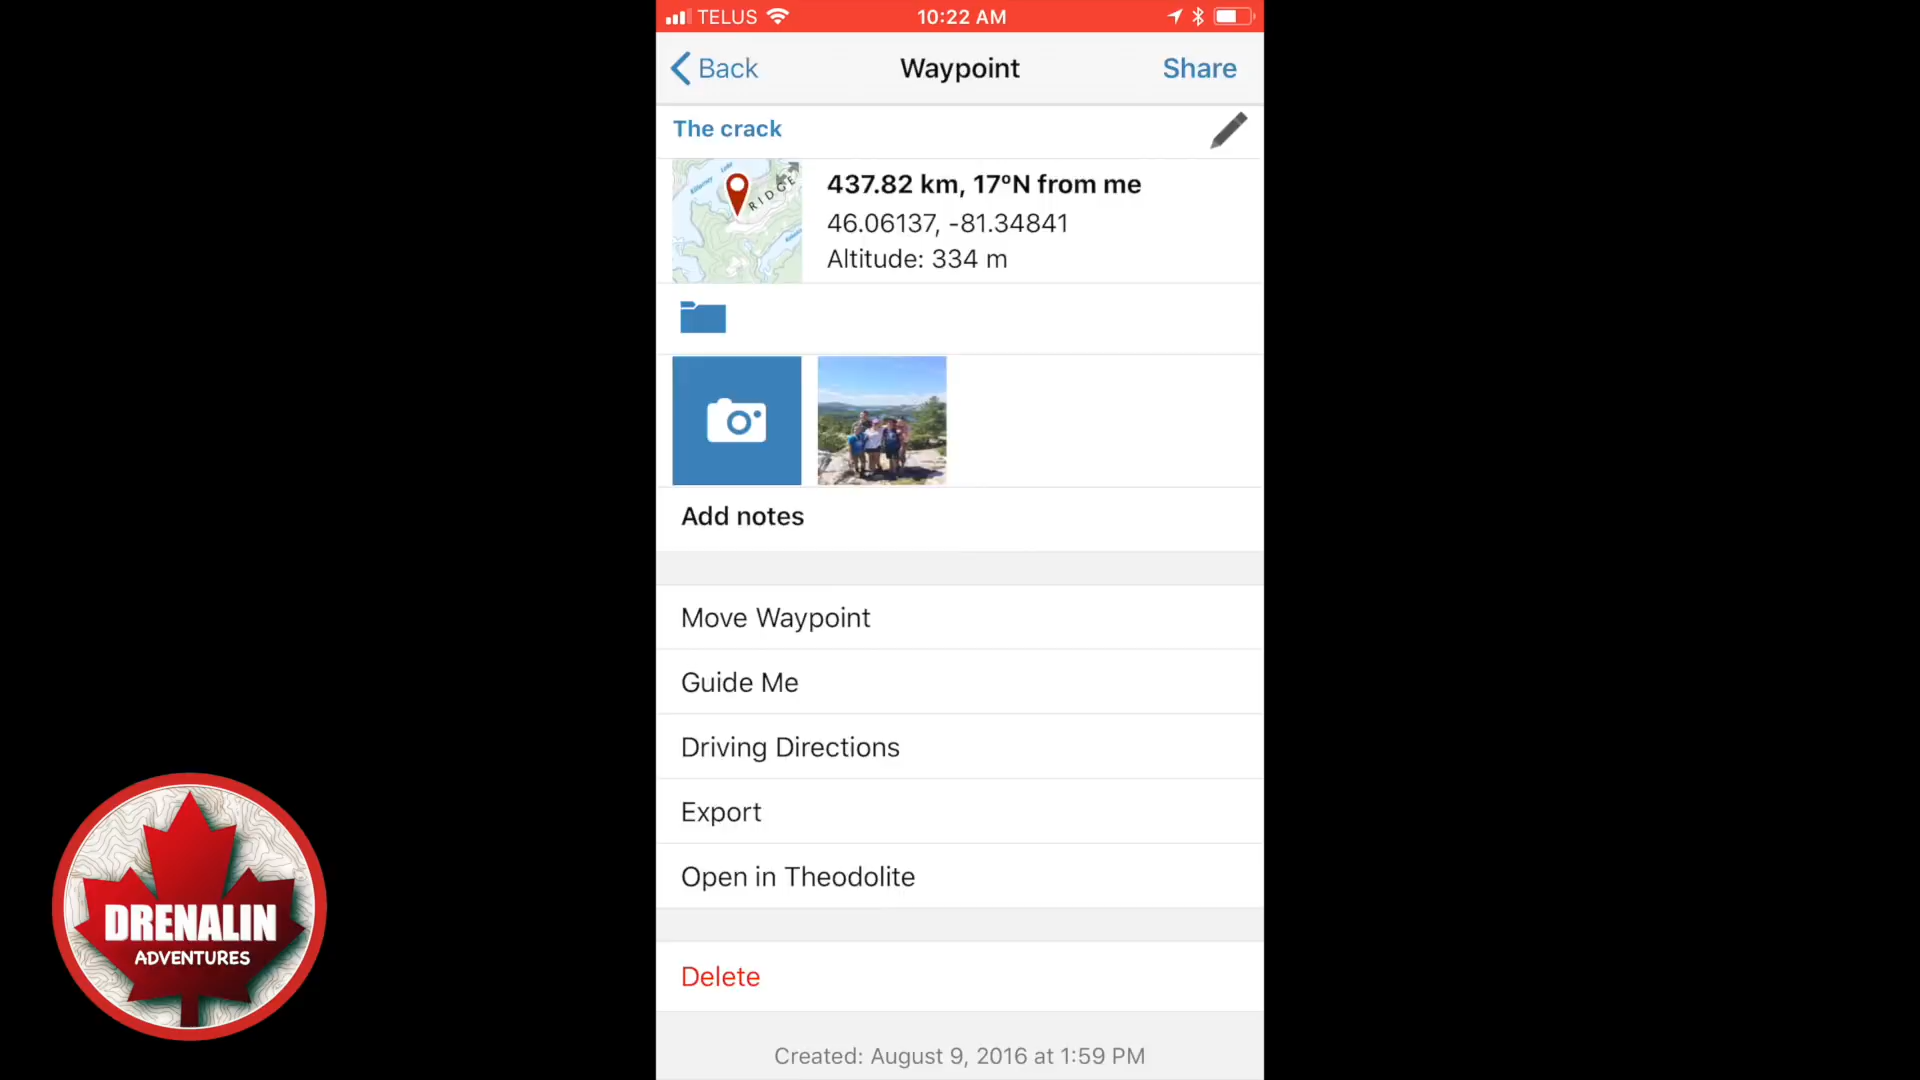 TELUS
10:22 AM
Back
Waypoint
Share
The crack
RIDGE
437.82 km, 17°N from me
46.06137, -81.34841
Altitude: 334 m
Add notes
Move Waypoint
Guide Me
Driving Directions
Export
Open in Theodolite
Delete
Created: August 9, 2016 at 1:59 PM
DRENALIN
ADVENTURES